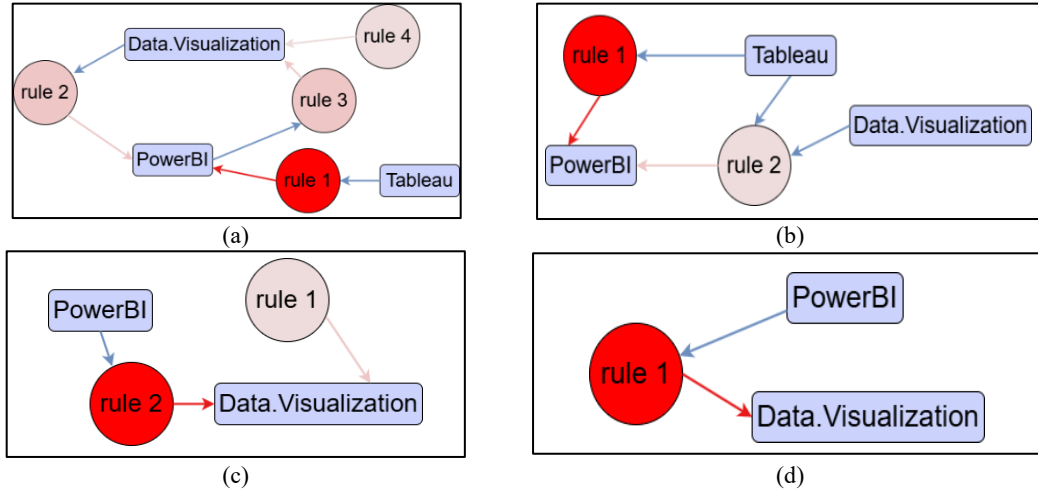 Data.Visualization
rule 4
rule 2
rule 3
PowerBI
rule 1
Tableau
(a)
rule 1
Tableau
Data.Visualization
PowerBI
rule 2
(b)
PowerBI
rule 1
rule 2
Data.Visualization
(c)
PowerBI
rule 1
Data.Visualization
(d)